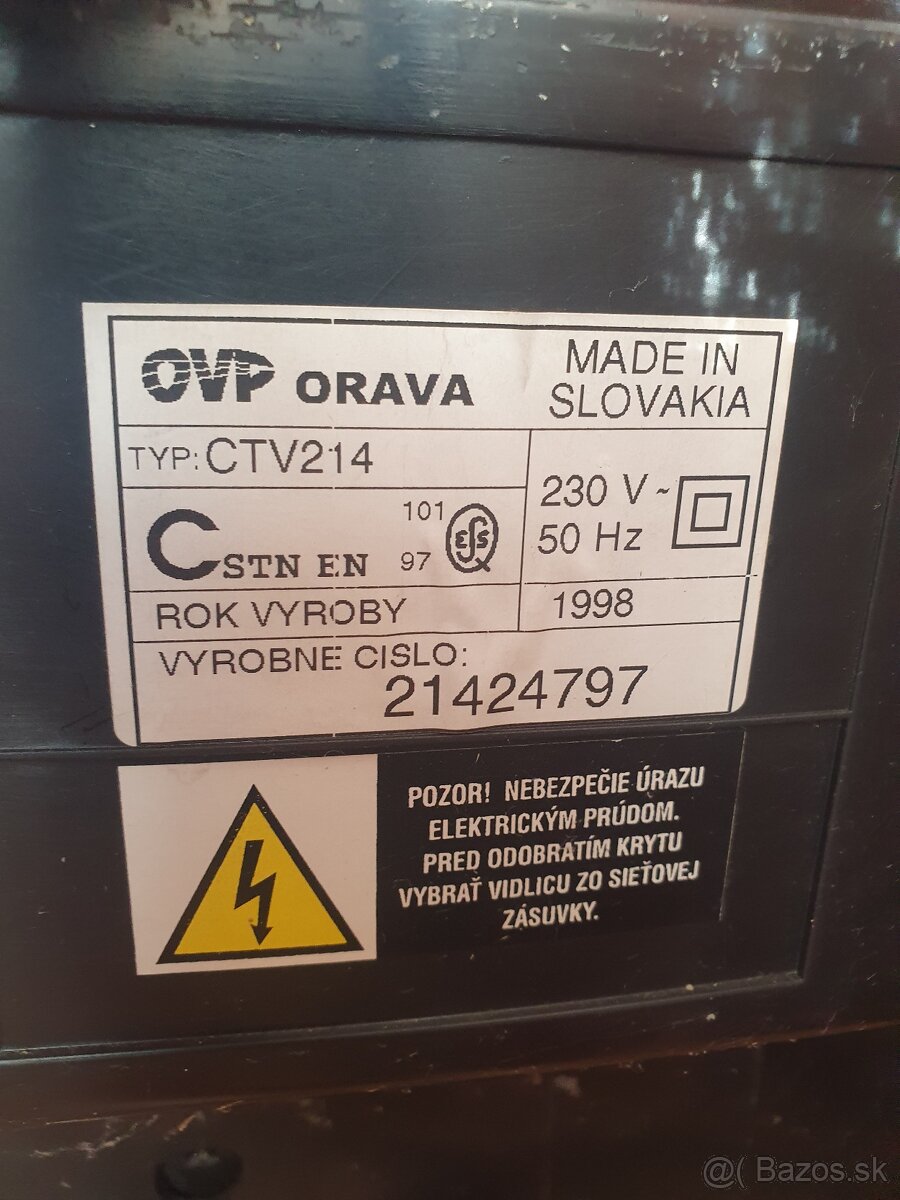 OVP ORAVA
MADE IN
SLOVAKIA
TYP: CTV214
230 V ~
50 Hz
C STN EN
101
97
ROK VYROBY
1998
VYROBNE CISLO:
21424797
POZOR! NEBEZPEČIE ÚRAZU
ELEKTRICKÝM PRÚDOM.
PRED ODOBRATÍM KRYTU
VYBRAŤ VIDLICU ZO SIEŤOVEJ
ZÁSUVKY.
@( Bazos.sk